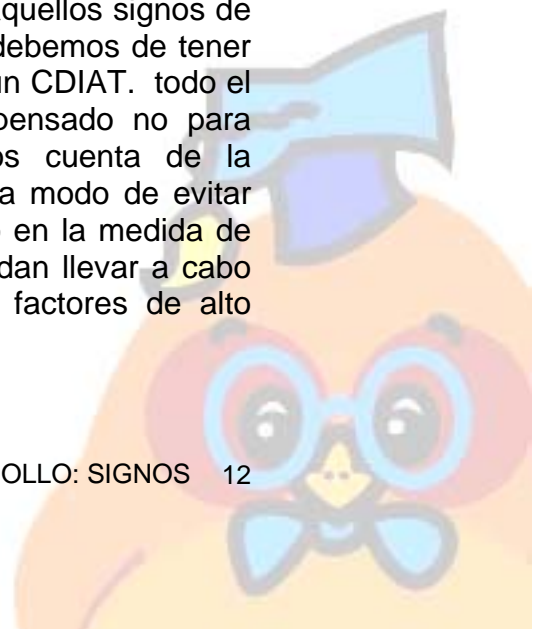 aquellos signos de
debemos de tener
un CDIAT. todo el
pensado no para
os cuenta de la
a modo de evitar
en la medida de
dan llevar a cabo
factores de alto
OLLO: SIGNOS 12